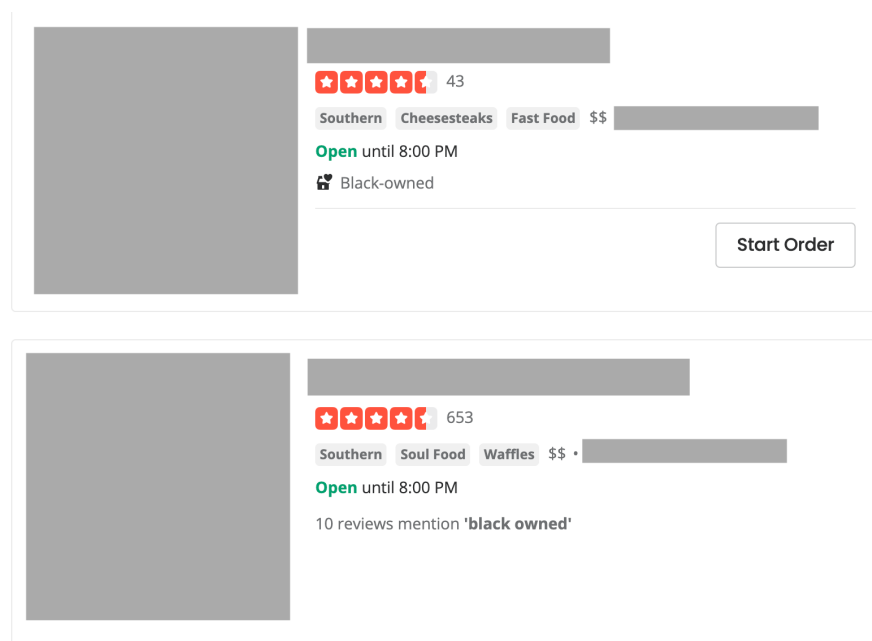 43
Southern Cheesesteaks Fast Food $$
Open until 8:00 PM
Black-owned
Start Order
653
Southern Soul Food Waffles $$ •
Open until 8:00 PM
10 reviews mention 'black owned'